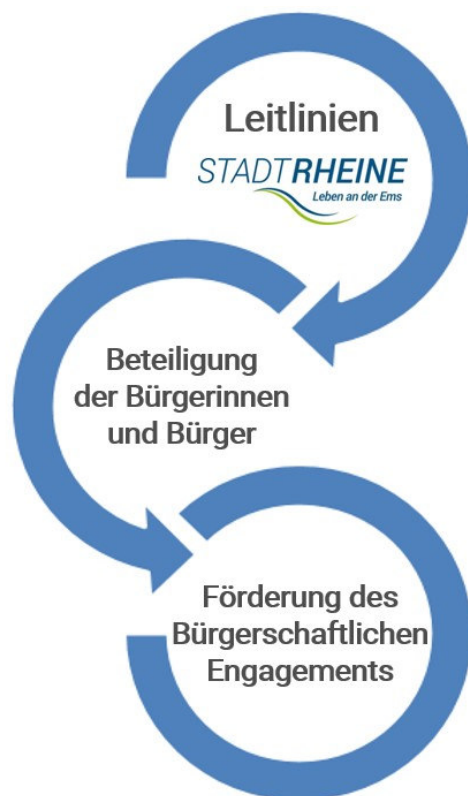 Leitlinien
STADTRHEINE
Leben an der Ems
Beteiligung
der Bürgerinnen
und Bürger
Förderung des
Bürgerschaftlichen
Engagements